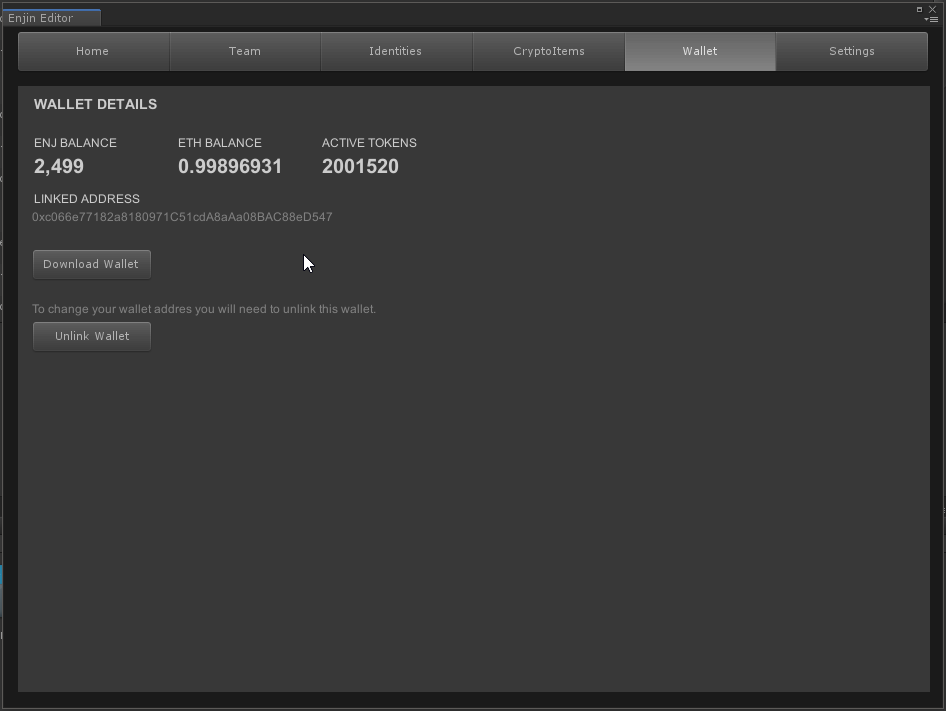 Enjin Editor
Home Team Identities CryptoItems Wallet Settings
WALLET DETAILS
ENJ BALANCE ETH BALANCE ACTIVE TOKENS
2,499 0.99896931 2001520
LINKED ADDRESS
0xc066e77182a8180971C51cdA8aAa08BAC88eD547
Download Wallet
To change your wallet addres you will need to unlink this wallet.
Unlink Wallet